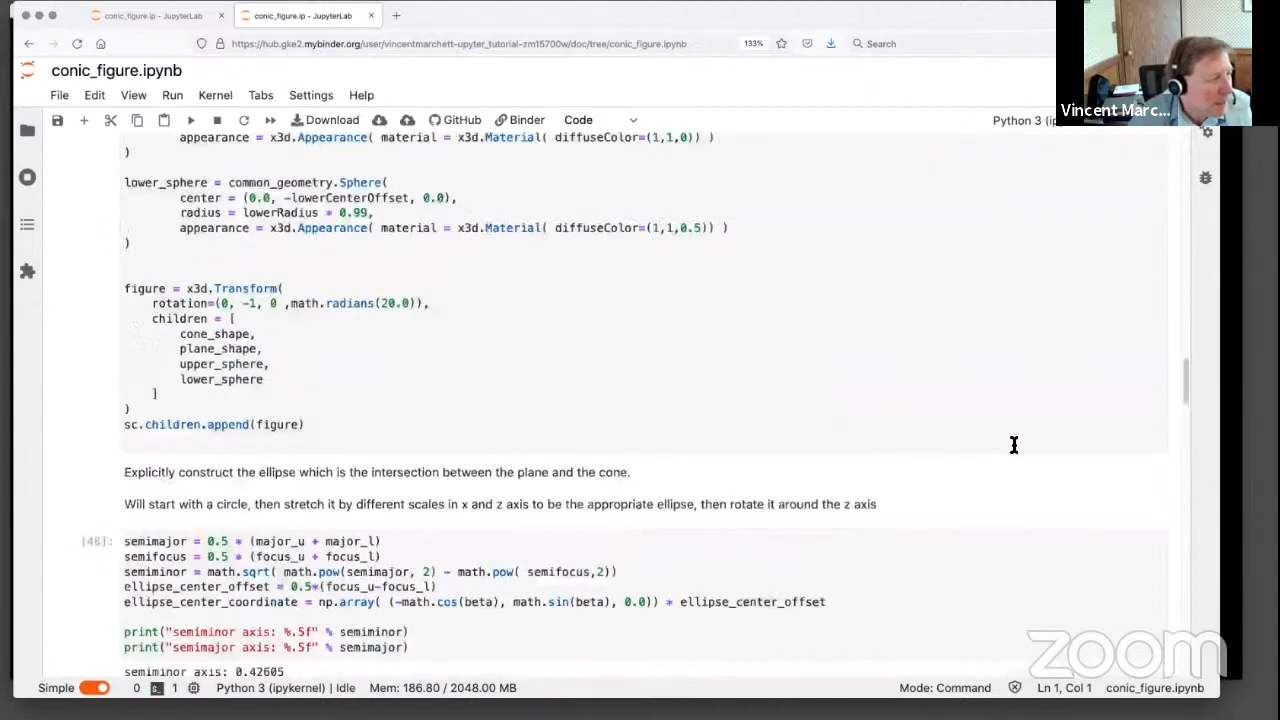 conic_figure.ip - JupyterLab
conic_figure.ip - JupyterLab
https://hub.gke2.mybinder.org/user/vincentmarchett-upyter_tutorial-zm15700w/doc/tree/conic_figure.ipynb
133%
Search
conic_figure.ipynb
File Edit View Run Kernel Tabs Settings Help
Download GitHub Binder Code
Python 3 (ip
Vincent Marc...
appearance = x3d.Appearance( material = x3d.Material( diffuseColor=(1,1,0)) )
)
lower_sphere = common_geometry.Sphere(
center = (0.0, -lowerCenterOffset, 0.0),
radius = lowerRadius * 0.99,
appearance = x3d.Appearance( material = x3d.Material( diffuseColor=(1,1,0.5)) )
)
figure = x3d.Transform(
rotation=(0, -1, 0 ,math.radians(20.0)),
children = [
cone_shape,
plane_shape,
upper_sphere,
lower_sphere
]
)
sc.children.append(figure)
Explicitly construct the ellipse which is the intersection between the plane and the cone.
Will start with a circle, then stretch it by different scales in x and z axis to be the appropriate ellipse, then rotate it around the z axis
[48]:
semimajor = 0.5 * (major_u + major_l)
semifocus = 0.5 * (focus_u + focus_l)
semiminor = math.sqrt( math.pow(semimajor, 2) - math.pow( semifocus,2))
ellipse_center_offset = 0.5*(focus_u-focus_l)
ellipse_center_coordinate = np.array( (-math.cos(beta), math.sin(beta), 0.0)) * ellipse_center_offset
print("semiminor axis: %.5f" % semiminor)
print("semimajor axis: %.5f" % semimajor)
semiminor axis: 0.42605
zoom
Simple 0 1 Python 3 (ipykernel) | Idle Mem: 186.80 / 2048.00 MB Mode: Command Ln 1, Col 1 conic_figure.ipynb